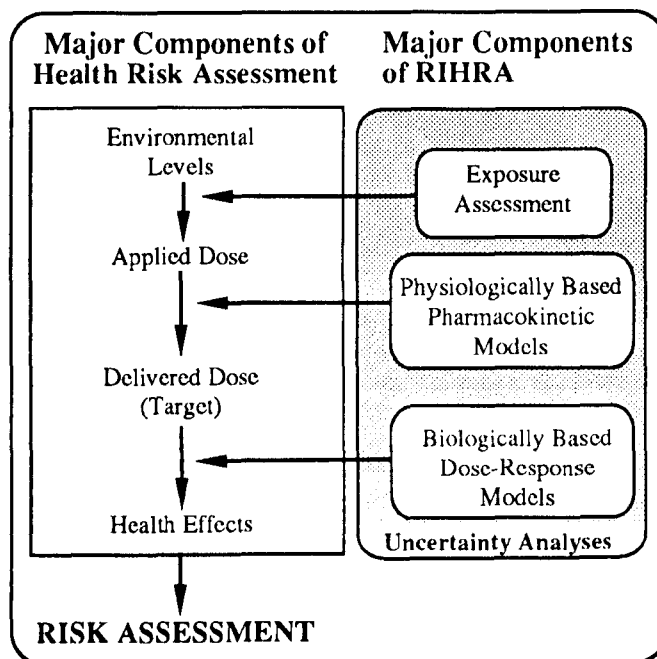 Major Components of
Health Risk Assessment
Major Components
of RIHRA
Environmental
Levels
Applied Dose
Delivered Dose
(Target)
Health Effects
RISK ASSESSMENT
Exposure
Assessment
Physiologically Based
Pharmacokinetic
Models
Biologically Based
Dose-Response
Models
Uncertainty Analyses